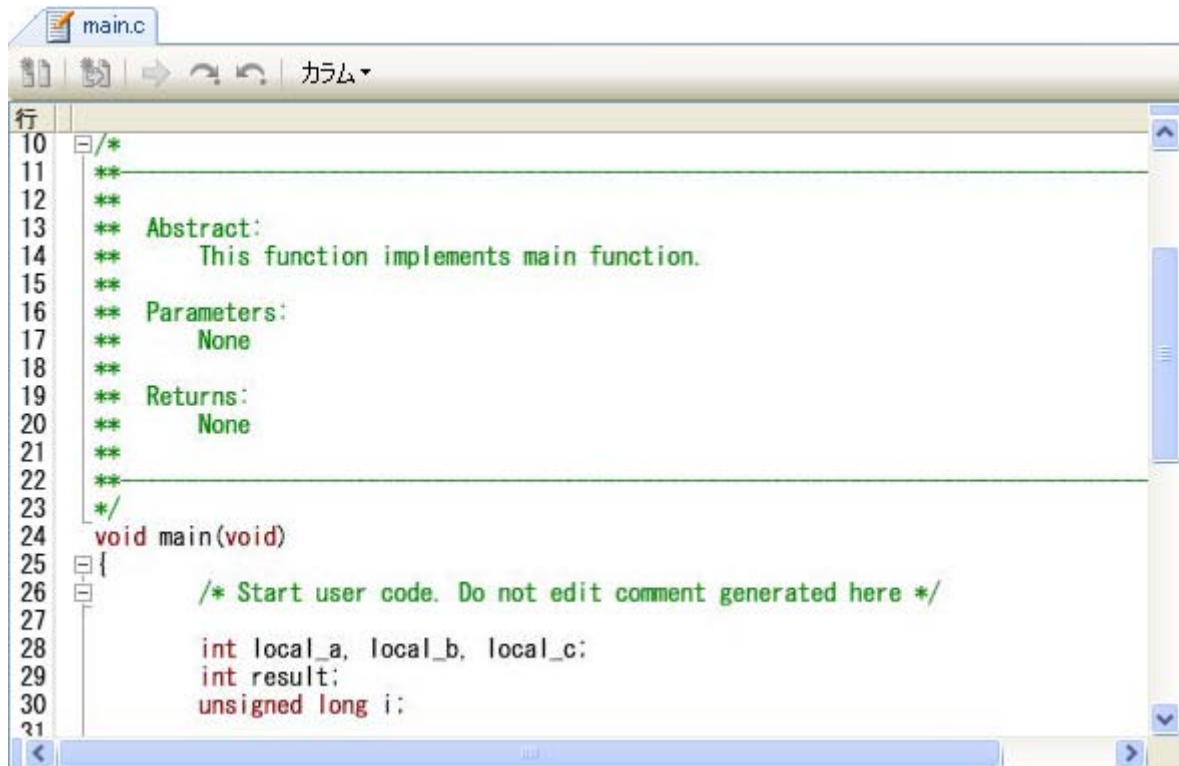 main.c
カラム
行
10 /*
11 **--------------------------------------------------------------------------------
12 **
13 ** Abstract:
14 ** This function implements main function.
15 **
16 ** Parameters:
17 ** None
18 **
19 ** Returns:
20 ** None
21 **
22 **--------------------------------------------------------------------------------
23 */
24 void main(void)
25 {
26 /* Start user code. Do not edit comment generated here */
27
28 int local_a, local_b, local_c;
29 int result;
30 unsigned long i;
31